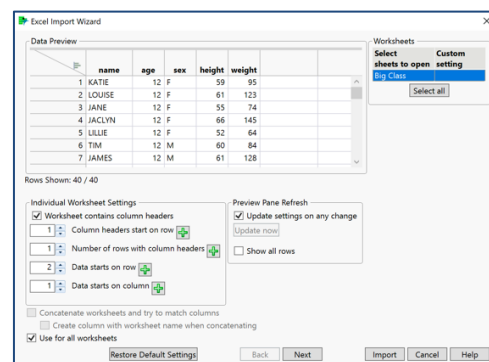 Excel Import Wizard
Data Preview
name age sex height weight
1 KATIE 12 F 59 95
2 LOUISE 12 F 61 123
3 JANE 12 F 55 74
4 JACLYN 12 F 66 145
5 LILLIE 12 F 52 64
6 TIM 12 M 60 84
7 JAMES 12 M 61 128
Rows Shown: 40 / 40
Worksheets
Select sheets to open
Custom setting
Big Class
Select all
Individual Worksheet Settings
Worksheet contains column headers
1 Column headers start on row
1 Number of rows with column headers
2 Data starts on row
1 Data starts on column
Preview Pane Refresh
Update settings on any change
Update now
Show all rows
Concatenate worksheets and try to match columns
Create column with worksheet name when concatenating
Use for all worksheets
Restore Default Settings Back Next Import Cancel Help